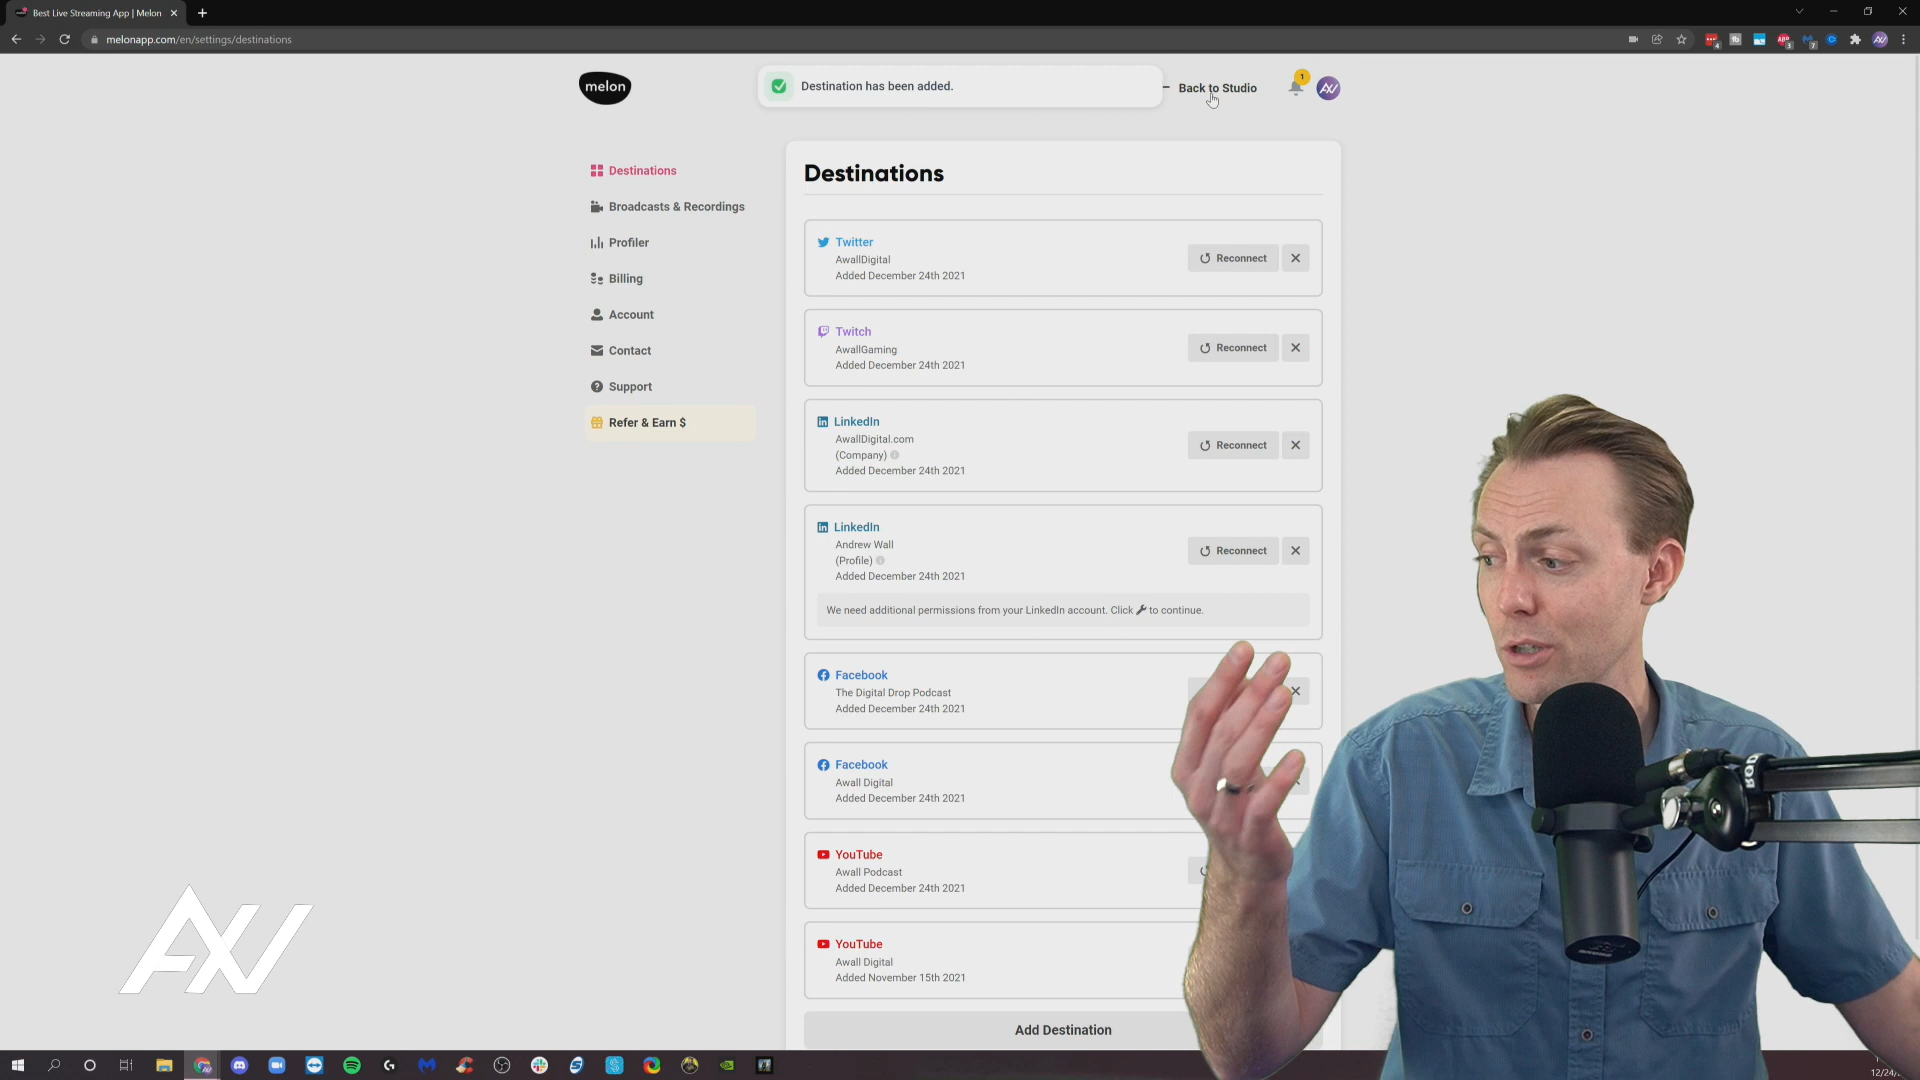 Best Live Streaming App | Melon
melonapp.com/en/settings/destinations
melon
Destination has been added.
Back to Studio
1
Destinations
Broadcasts & Recordings
Profiler
Billing
Account
Contact
Support
Refer & Earn $
Destinations
Twitter
AwallDigital
Added December 24th 2021
Reconnect
Twitch
AwallGaming
Added December 24th 2021
Reconnect
LinkedIn
AwallDigital.com
(Company)
Added December 24th 2021
Reconnect
LinkedIn
Andrew Wall
(Profile)
Added December 24th 2021
Reconnect
We need additional permissions from your LinkedIn account. Click to continue.
Facebook
The Digital Drop Podcast
Added December 24th 2021
Facebook
Awall Digital
Added December 24th 2021
YouTube
Awall Podcast
Added December 24th 2021
YouTube
Awall Digital
Added November 15th 2021
Add Destination
AW
12/24/